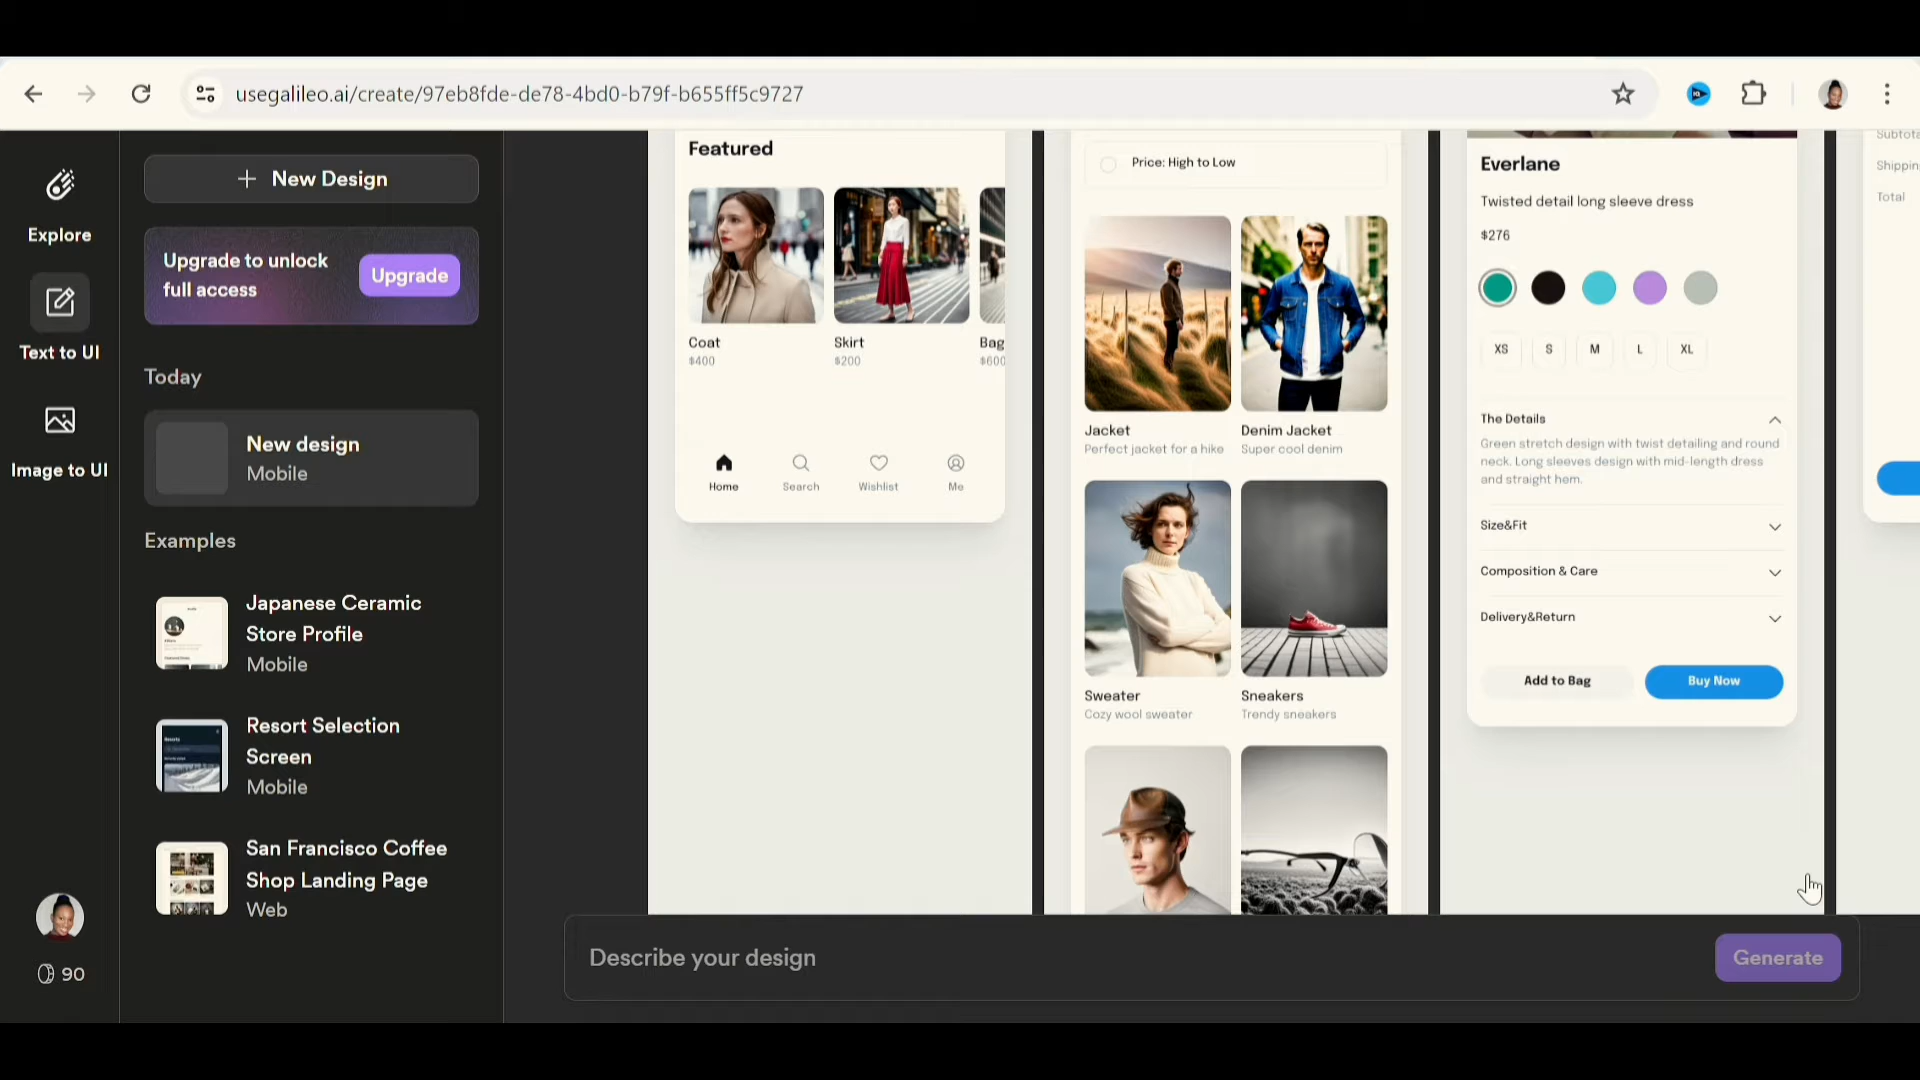 usegalileo.ai/create/97eb8fde-de78-4bd0-b79f-b655ff5c9727
Explore
Text to UI
Image to UI
90
New Design
Upgrade to unlock
full access
Upgrade
Today
New design
Mobile
Examples
Japanese Ceramic
Store Profile
Mobile
Resort Selection
Screen
Mobile
San Francisco Coffee
Shop Landing Page
Web
Featured
Coat
$400
Skirt
$200
Bag
$600
Home
Search
Wishlist
Me
Price: High to Low
Jacket
Perfect jacket for a hike
Denim Jacket
Super cool denim
Sweater
Cozy wool sweater
Sneakers
Trendy sneakers
Everlane
Twisted detail long sleeve dress
$276
XS
S
M
L
XL
The Details
Green stretch design with twist detailing and round
neck. Long sleeves design with mid-length dress
and straight hem.
Size&Fit
Composition & Care
Delivery&Return
Add to Bag
Buy Now
Subtota
Shippin
Total
Describe your design
Generate